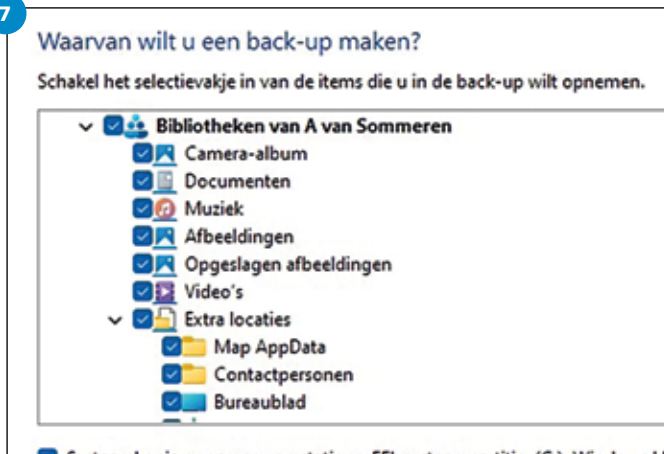 7
Waarvan wilt u een back-up maken?
Schakel het selectievakje in van de items die u in de back-up wilt opnemen.
Bibliotheken van A van Sommeren
Camera-album
Documenten
Muziek
Afbeeldingen
Opgeslagen afbeeldingen
Video's
Extra locaties
Map AppData
Contactpersonen
Bureaublad